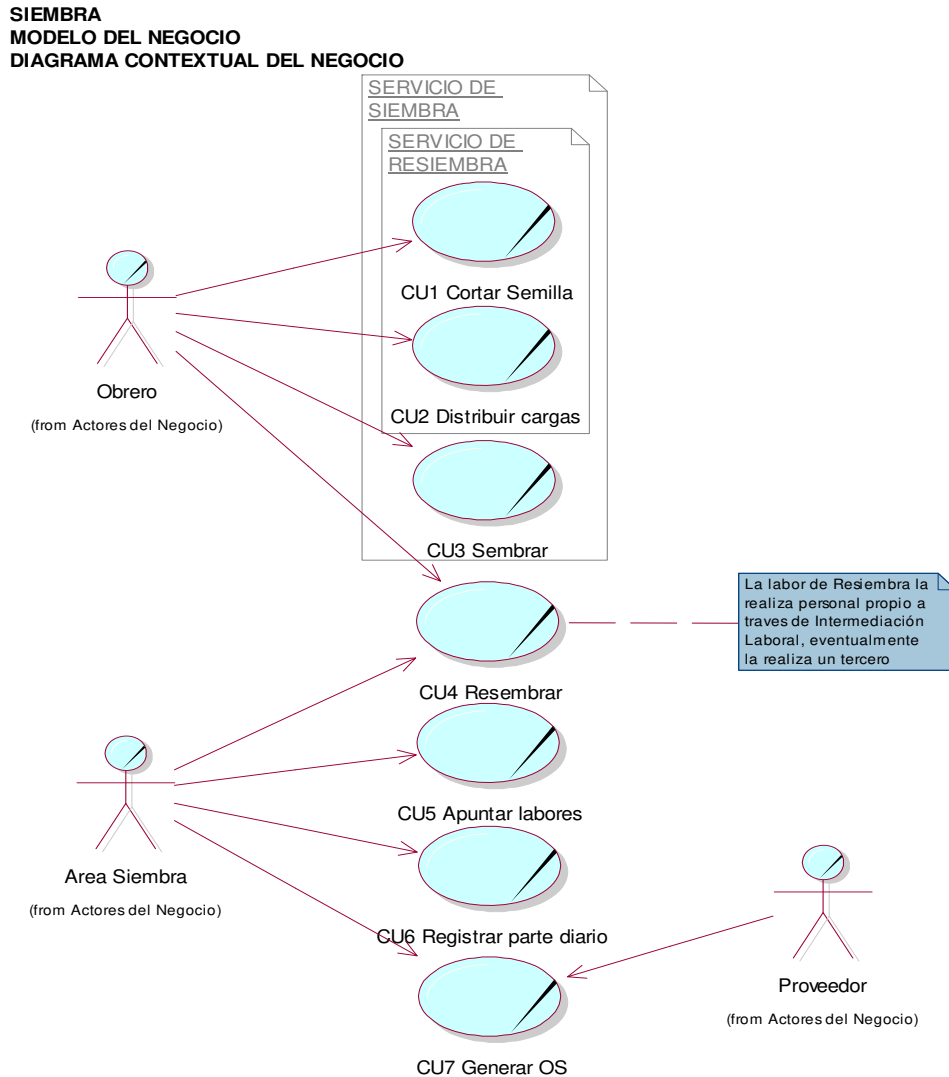 SIEMBRA
MODELO DEL NEGOCIO
DIAGRAMA CONTEXTUAL DEL NEGOCIO
SERVICIO DE
SIEMBRA
SERVICIO DE
RESIEMBRA
CU1 Cortar Semilla
Obrero
(from Actores del Negocio)
CU2 Distribuir cargas
CU3 Sembrar
La labor de Resiembra la
realiza personal propio a
traves de Intermediación
Laboral, eventualmente
la realiza un tercero
CU4 Resembrar
CU5 Apuntar labores
Area Siembra
(from Actores del Negocio)
CU6 Registrar parte diario
Proveedor
(from Actores del Negocio)
CU7 Generar OS